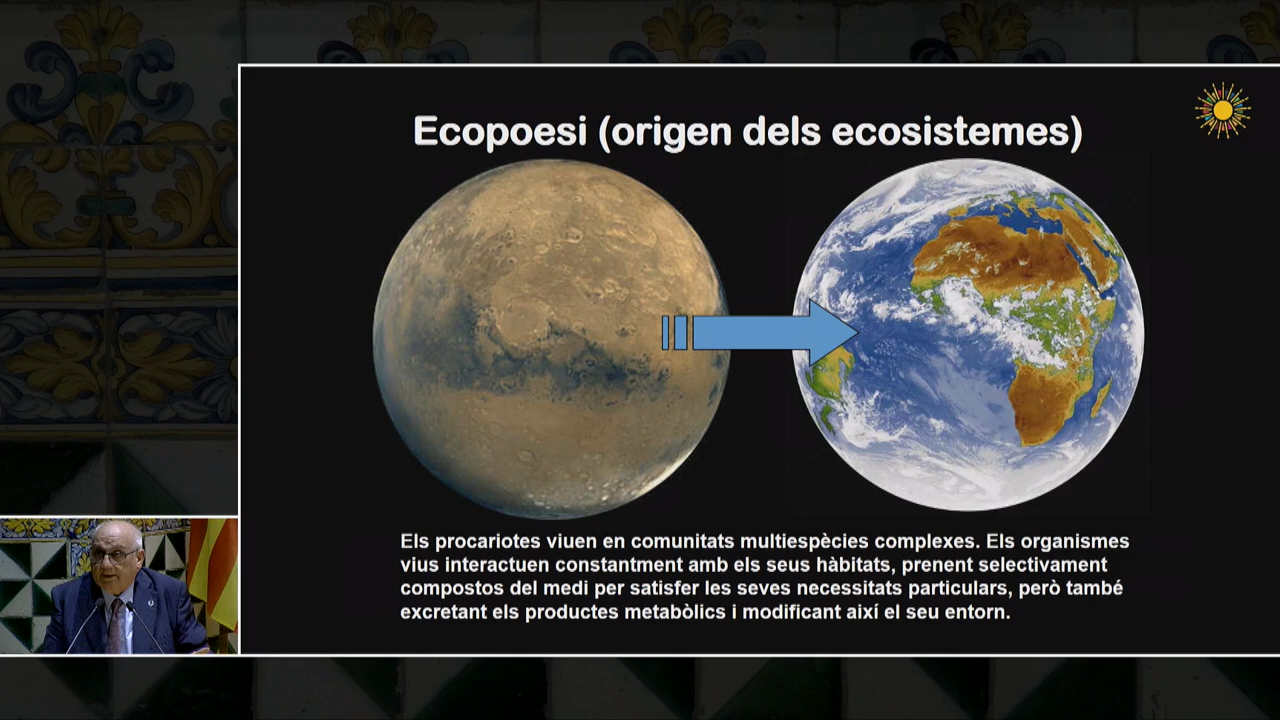 Ecopoesi (origen dels ecosistemes)
Els procariotes viuen en comunitats multiespècies complexes. Els organismes
vius interactuen constantment amb els seus hàbitats, prenent selectivament
compostos del medi per satisfer les seves necessitats particulars, però també
excretant els productes metabòlics i modificant així el seu entorn.